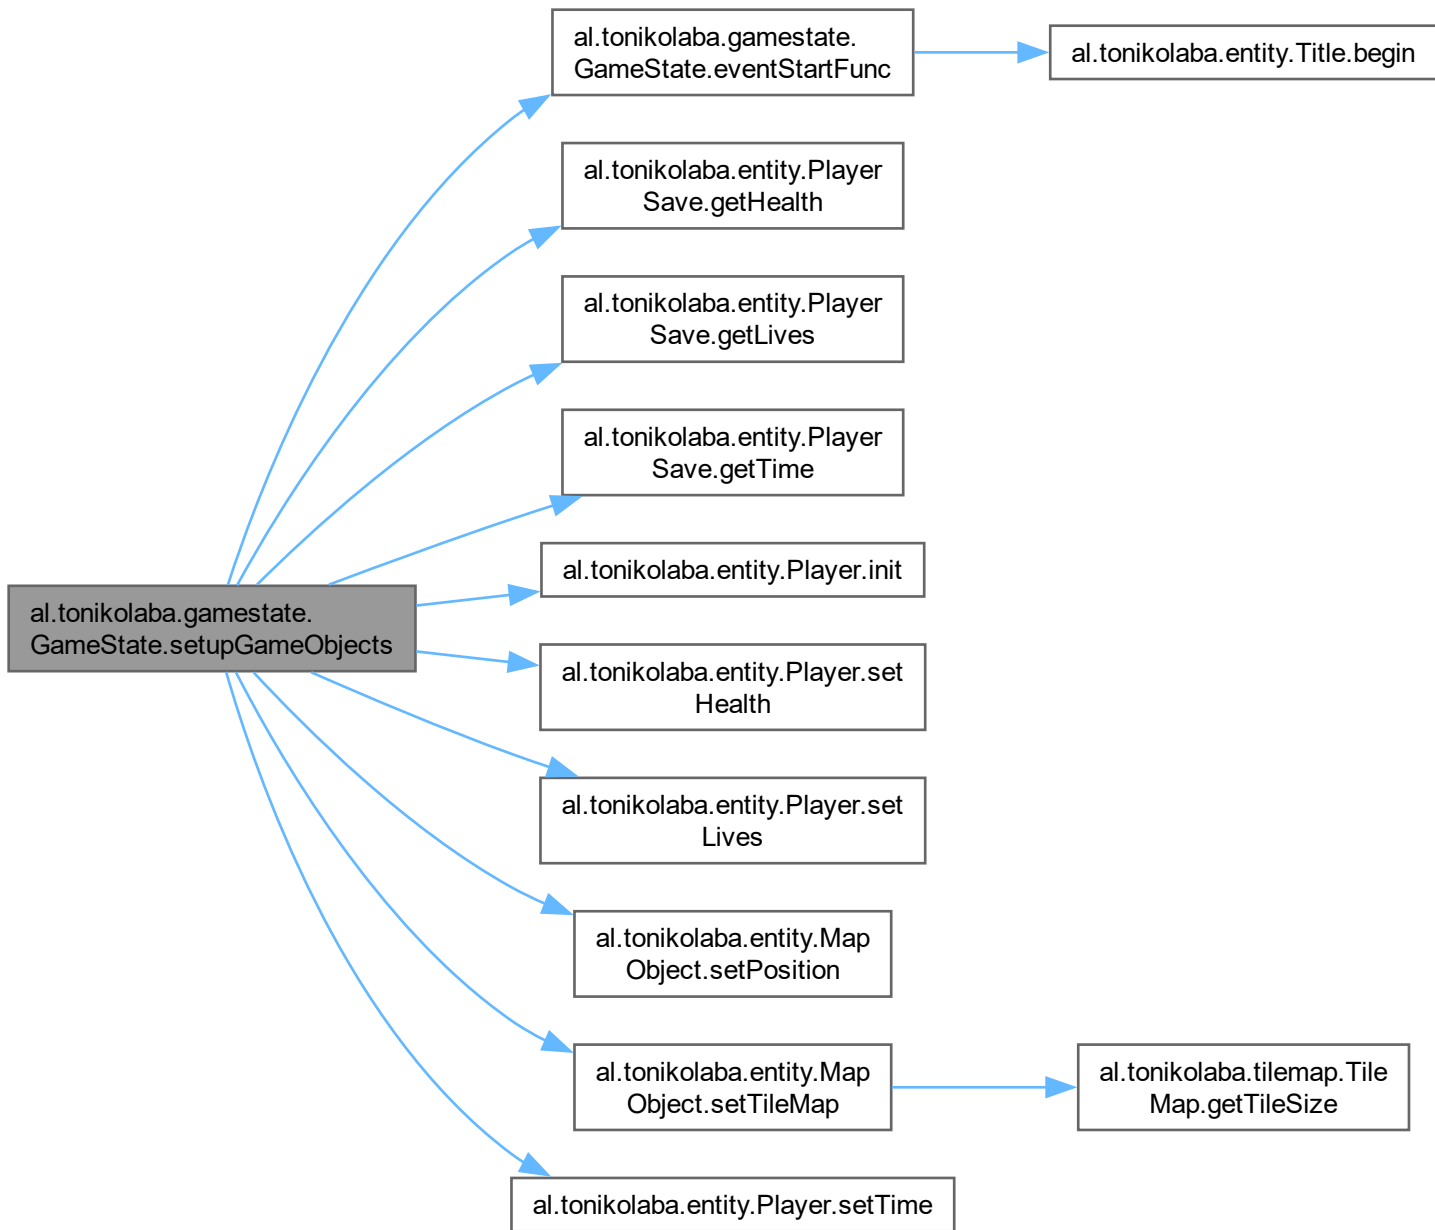 al.tonikolaba.gamestate.
GameState.eventStartFunc
al.tonikolaba.entity.Title.begin
al.tonikolaba.entity.Player
Save.getHealth
al.tonikolaba.entity.Player
Save.getLives
al.tonikolaba.entity.Player
Save.getTime
al.tonikolaba.entity.Player.init
al.tonikolaba.gamestate.
GameState.setupGameObjects
al.tonikolaba.entity.Player.set
Health
al.tonikolaba.entity.Player.set
Lives
al.tonikolaba.entity.Map
Object.setPosition
al.tonikolaba.entity.Map
Object.setTileMap
al.tonikolaba.tilemap.Tile
Map.getTileSize
al.tonikolaba.entity.Player.setTime